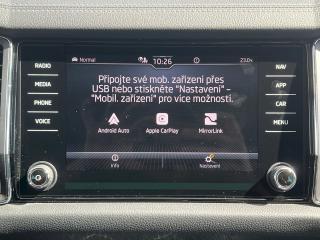 RADIO
MEDIA
PHONE
VOICE
Normal 10:26 23.0
Připojte své mob. zařízení přes
USB nebo stiskněte "Nastavení" –
"Mobil. zařízení" pro více možností.
Android Auto Apple CarPlay MirrorLink
Info Nastavení
NAV
APP
CAR
MENU